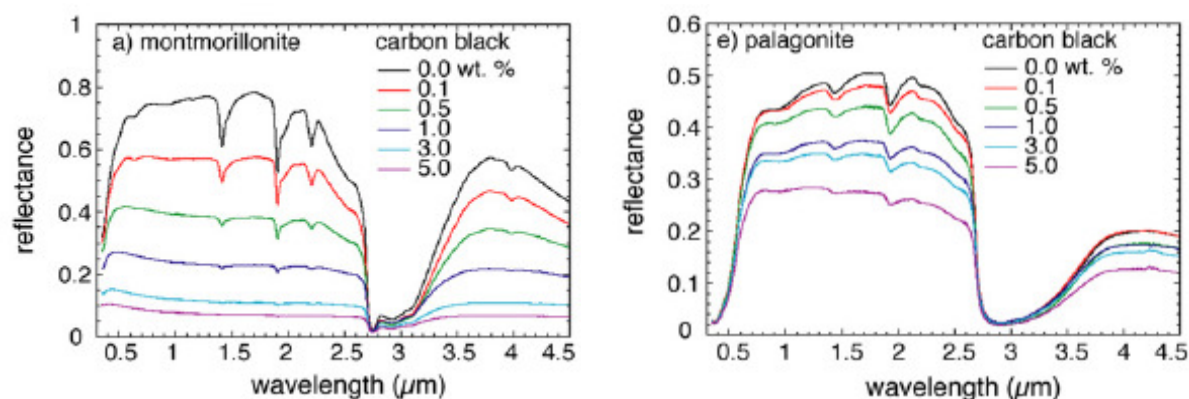 a) montmorillonite
carbon black
0.0 wt. %
0.1
0.5
1.0
3.0
5.0
1
0.8
0.6
0.4
0.2
0
reflectance
0.5 1 1.5 2 2.5 3 3.5 4 4.5
wavelength (μm)
e) palagonite
carbon black
0.0 wt. %
0.1
0.5
1.0
3.0
5.0
0.6
0.5
0.4
0.3
0.2
0.1
0
reflectance
0.5 1 1.5 2 2.5 3 3.5 4 4.5
wavelength (μm)